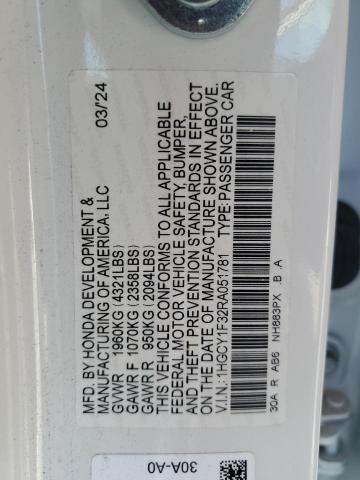 MFD. BY HONDA DEVELOPMENT & 03/24
MANUFACTURING OF AMERICA, LLC
GVWR 1960KG (4321LBS)
GAWR F 1070KG (2358LBS)
GAWR R 950KG (2094LBS)
THIS VEHICLE CONFORMS TO ALL APPLICABLE
FEDERAL MOTOR VEHICLE SAFETY, BUMPER,
AND THEFT PREVENTION STANDARDS IN EFFECT
ON THE DATE OF MANUFACTURE SHOWN ABOVE.
V.I.N.: 1HGCY1F32RA051781 TYPE: PASSENGER CAR
30A R AB6 NH883PX B A
30A-A0